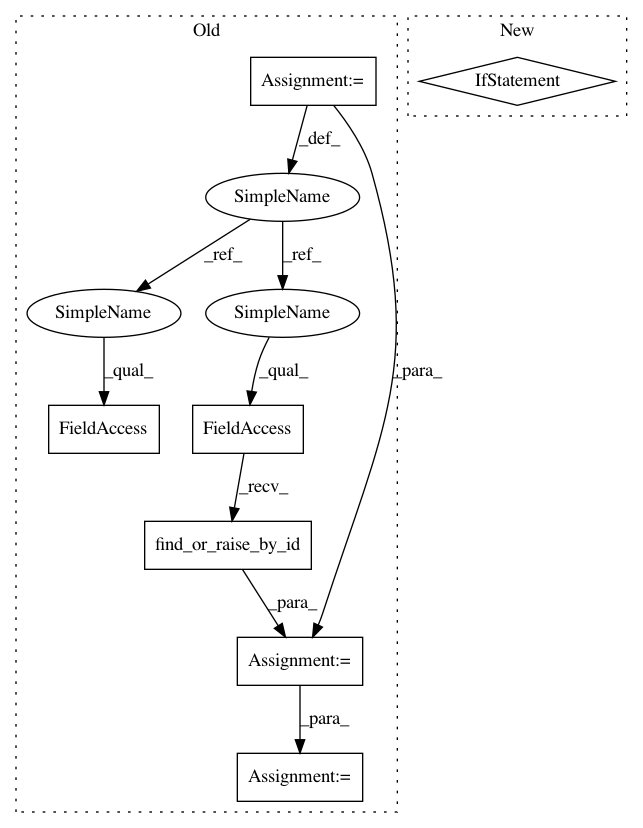 Old
New
Assignment:=
IfStatement
_def_
SimpleName
_ref_
_ref_
SimpleName
SimpleName
_qual_
_qual_
_para_
FieldAccess
FieldAccess
_recv_
find_or_raise_by_id
_para_
Assignment:=
_para_
Assignment:=